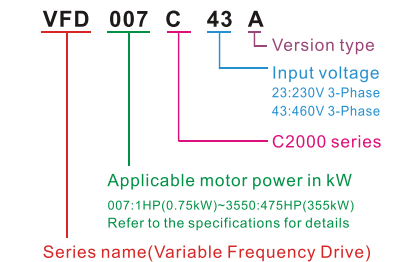 VFD 007 C 43 A
Version type
Input voltage
23:230V 3-Phase
43:460V 3-Phase
C2000 series
Applicable motor power in kW
007:1HP(0.75kW)~3550:475HP(355kW)
Refer to the specifications for details
Series name(Variable Frequency Drive)